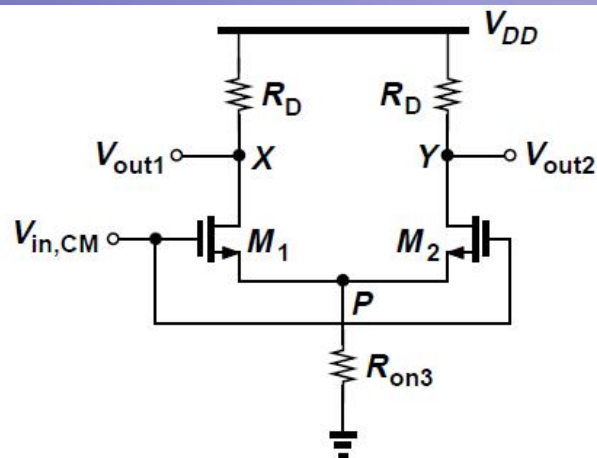 V_DD
R_D R_D
V_out1 X Y V_out2
V_in,CM M_1 M_2
P
R_on3